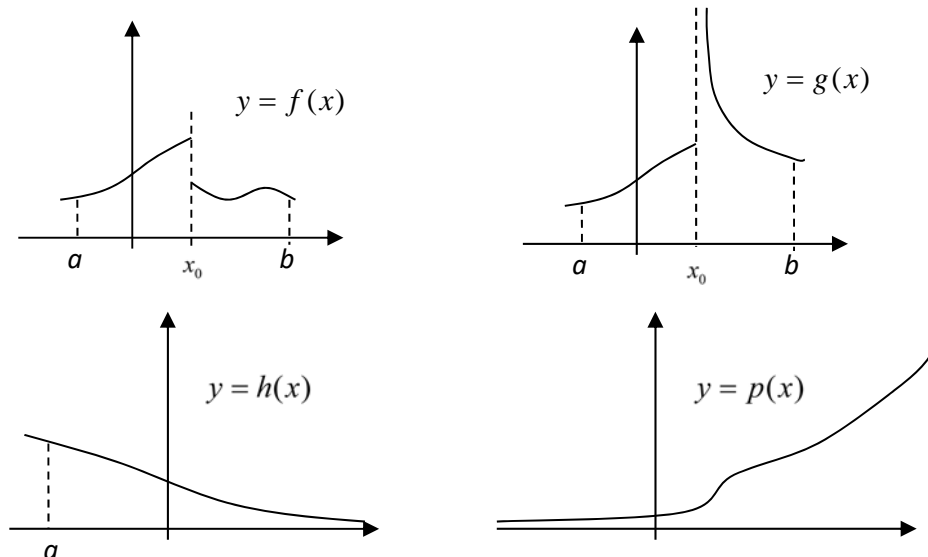 y = f(x)
a
x₀
b
y = g(x)
a
x₀
b
y = h(x)
a
y = p(x)